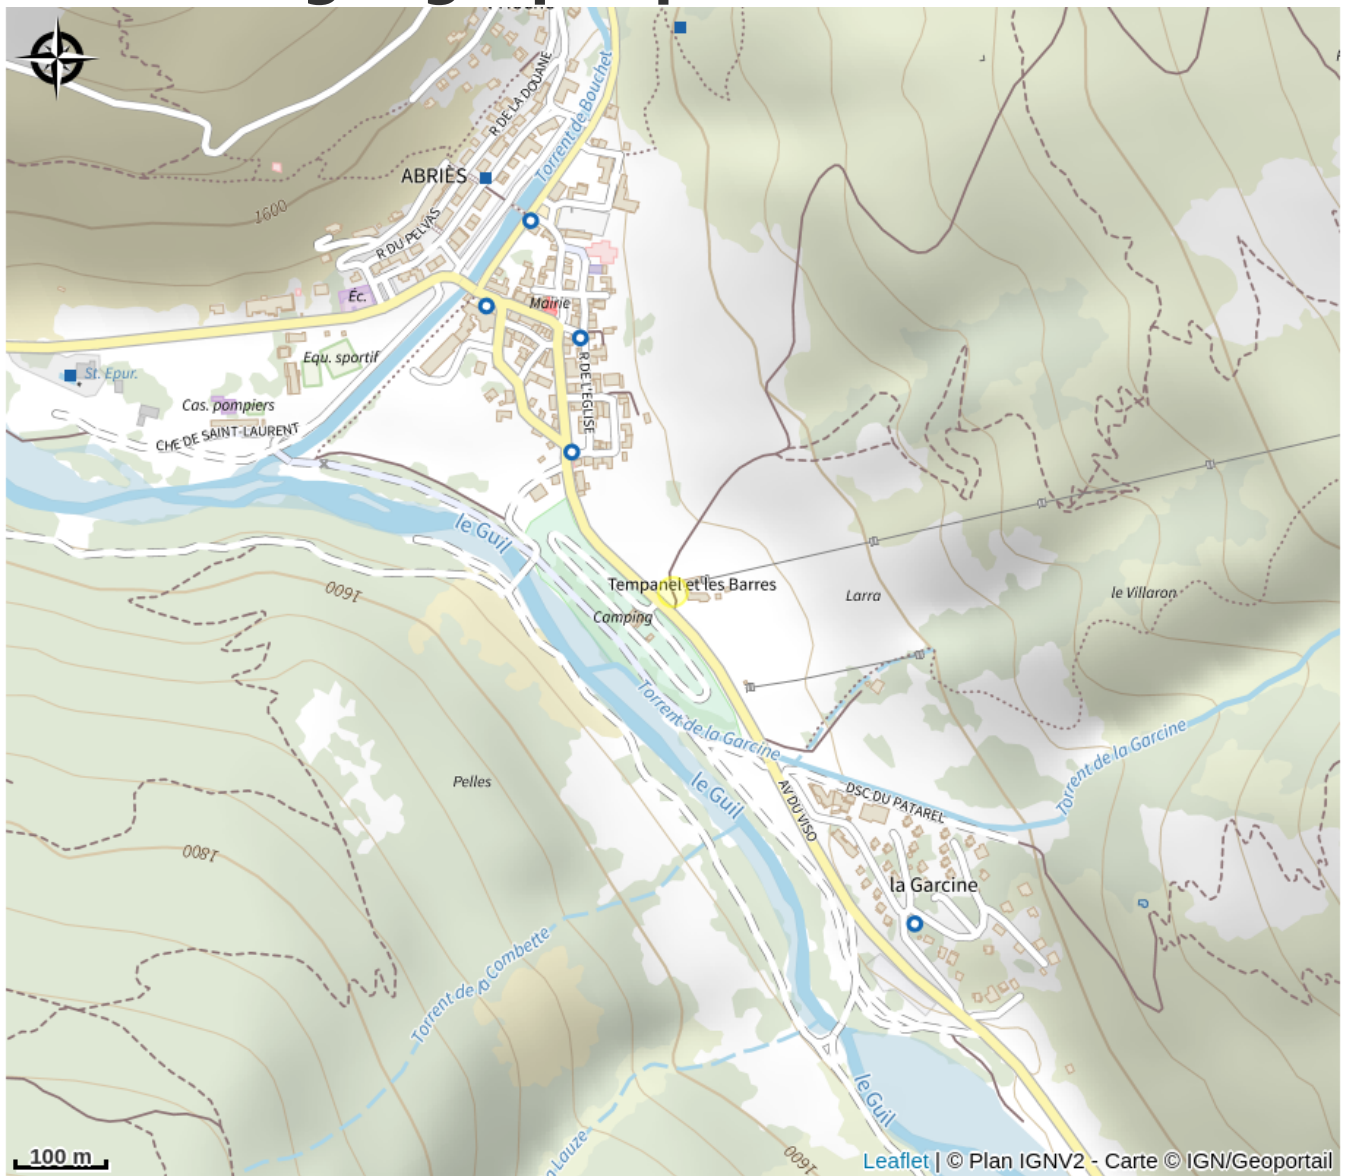 R DE LA DOUANE
Torrent de Bouchet
ABRIÈS
1600
R DU PELVAS
Éc.
Mairie
Equ. sportif
St. Epur.
R DE L'EGLISE
Cas. pompiers
CHE DE SAINT-LAURENT
le Guil
Tempanel et les Barres
1600
Larra
le Villaron
Camping
Torrent de la Garcine
Torrent de la Garcine
Pelles
le Guil
AV DU VISO
DSC DU PATAREL
1800
la Garcine
Torrent de la Combette
le Guil
Lauze
1600
100 m
Leaflet | © Plan IGNV2 - Carte © IGN/Geoportail